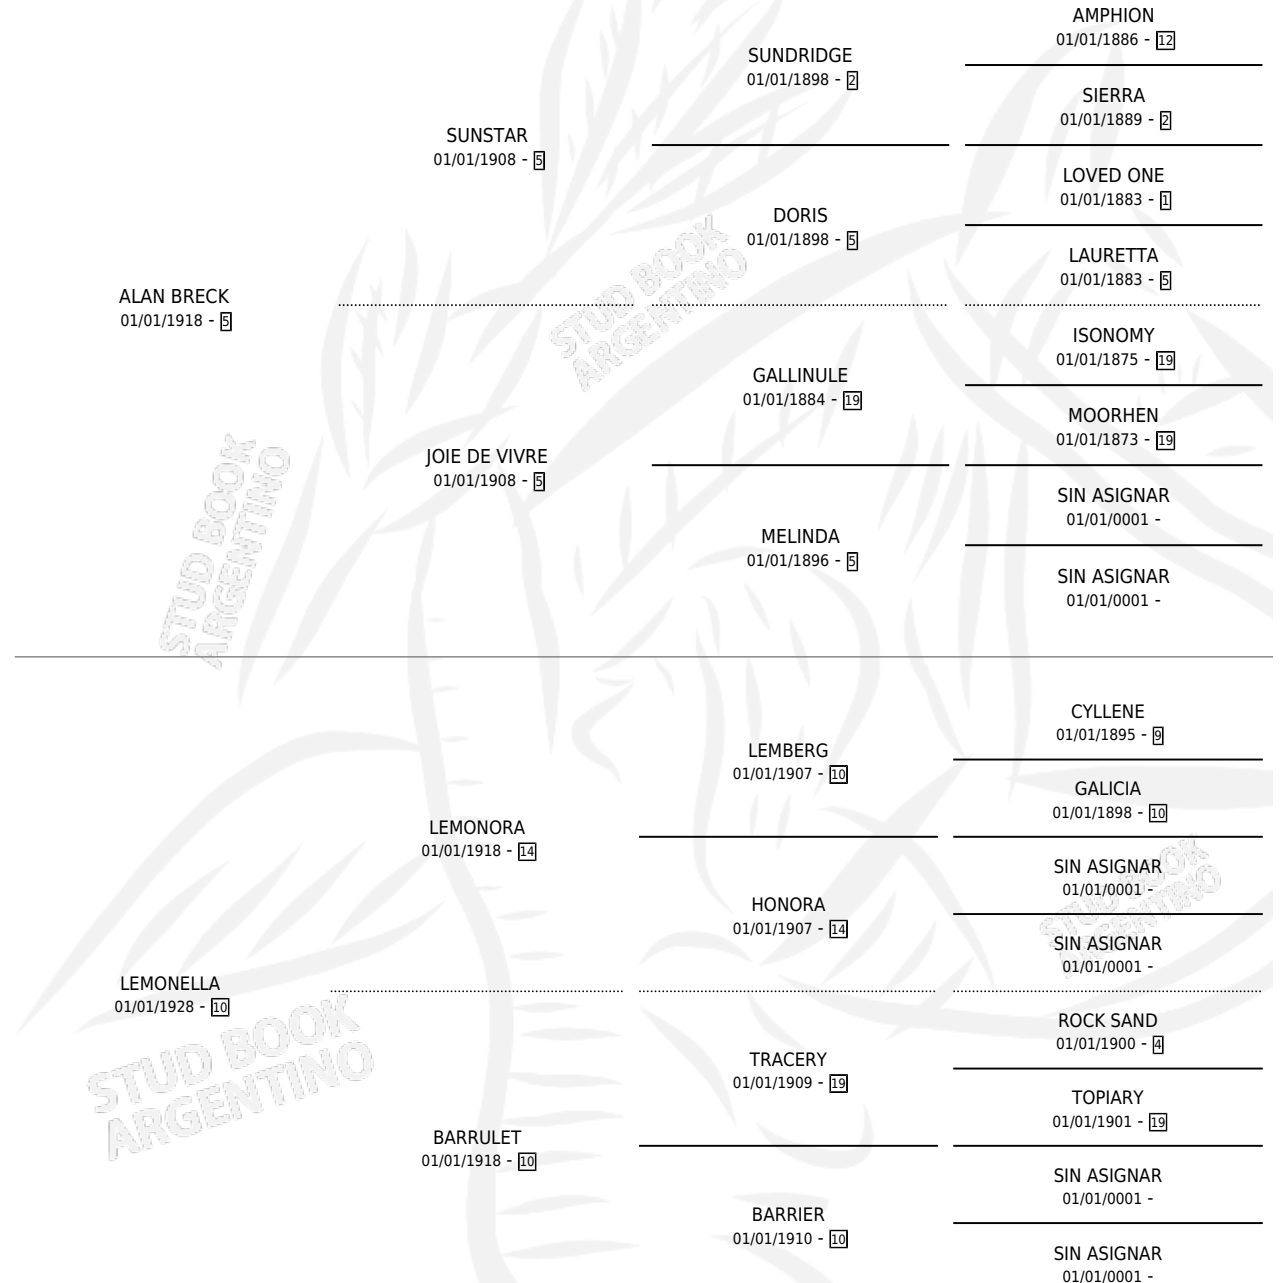 AMPHION
01/01/1886 - 12
SUNDRIDGE
01/01/1898 - 2
SIERRA
01/01/1889 - 2
SUNSTAR
01/01/1908 - 5
LOVED ONE
01/01/1883 - 1
DORIS
01/01/1898 - 5
LAURETTA
01/01/1883 - 5
ALAN BRECK
01/01/1918 - 5
STUD BOOK
ARGENTINO
ISONOMY
01/01/1875 - 19
GALLINULE
01/01/1884 - 19
MOORHEN
01/01/1873 - 19
JOIE DE VIVRE
01/01/1908 - 5
SIN ASIGNAR
01/01/0001 -
MELINDA
01/01/1896 - 5
SIN ASIGNAR
01/01/0001 -
STUD BOOK
ARGENTINO
CYLLENE
01/01/1895 - 9
LEMBERG
01/01/1907 - 10
GALICIA
01/01/1898 - 10
LEMONORA
01/01/1918 - 14
SIN ASIGNAR
01/01/0001 -
HONORA
01/01/1907 - 14
SIN ASIGNAR
01/01/0001 -
STUD BOOK
ARGENTINO
LEMONELLA
01/01/1928 - 10
ROCK SAND
01/01/1900 - 4
TRACERY
01/01/1909 - 19
TOPIARY
01/01/1901 - 19
STUD BOOK
ARGENTINO
BARRULET
01/01/1918 - 10
SIN ASIGNAR
01/01/0001 -
BARRIER
01/01/1910 - 10
SIN ASIGNAR
01/01/0001 -